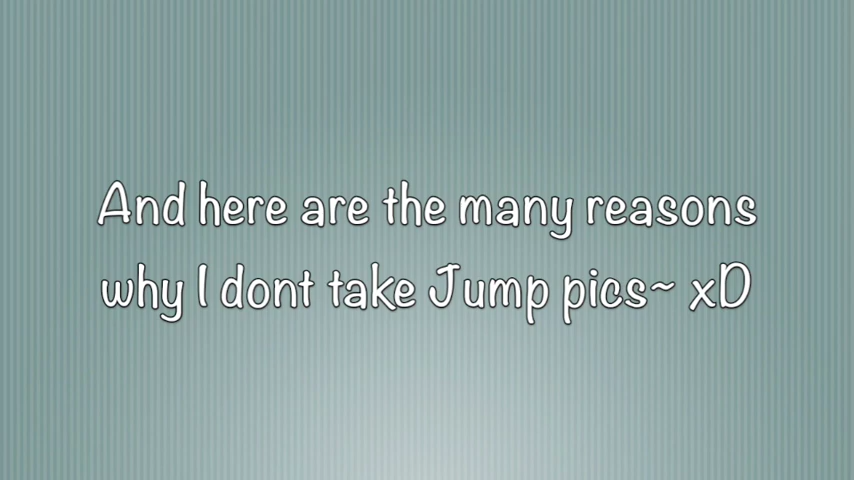 And here are the many reasons
why I dont take Jump pics~ xD